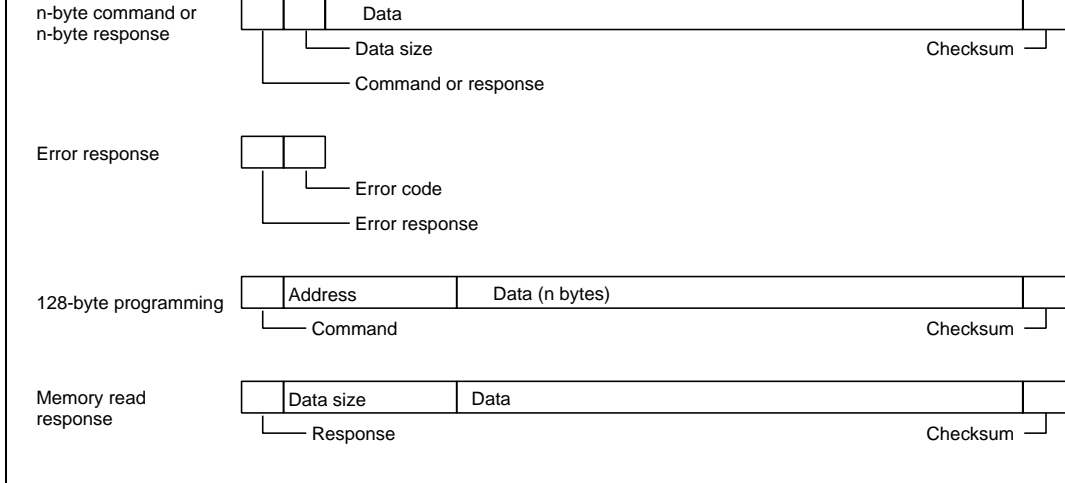 n-byte command or
n-byte response
Data
Data size
Checksum
Command or response
Error response
Error code
Error response
128-byte programming
Address
Data (n bytes)
Command
Checksum
Memory read
response
Data size
Data
Response
Checksum